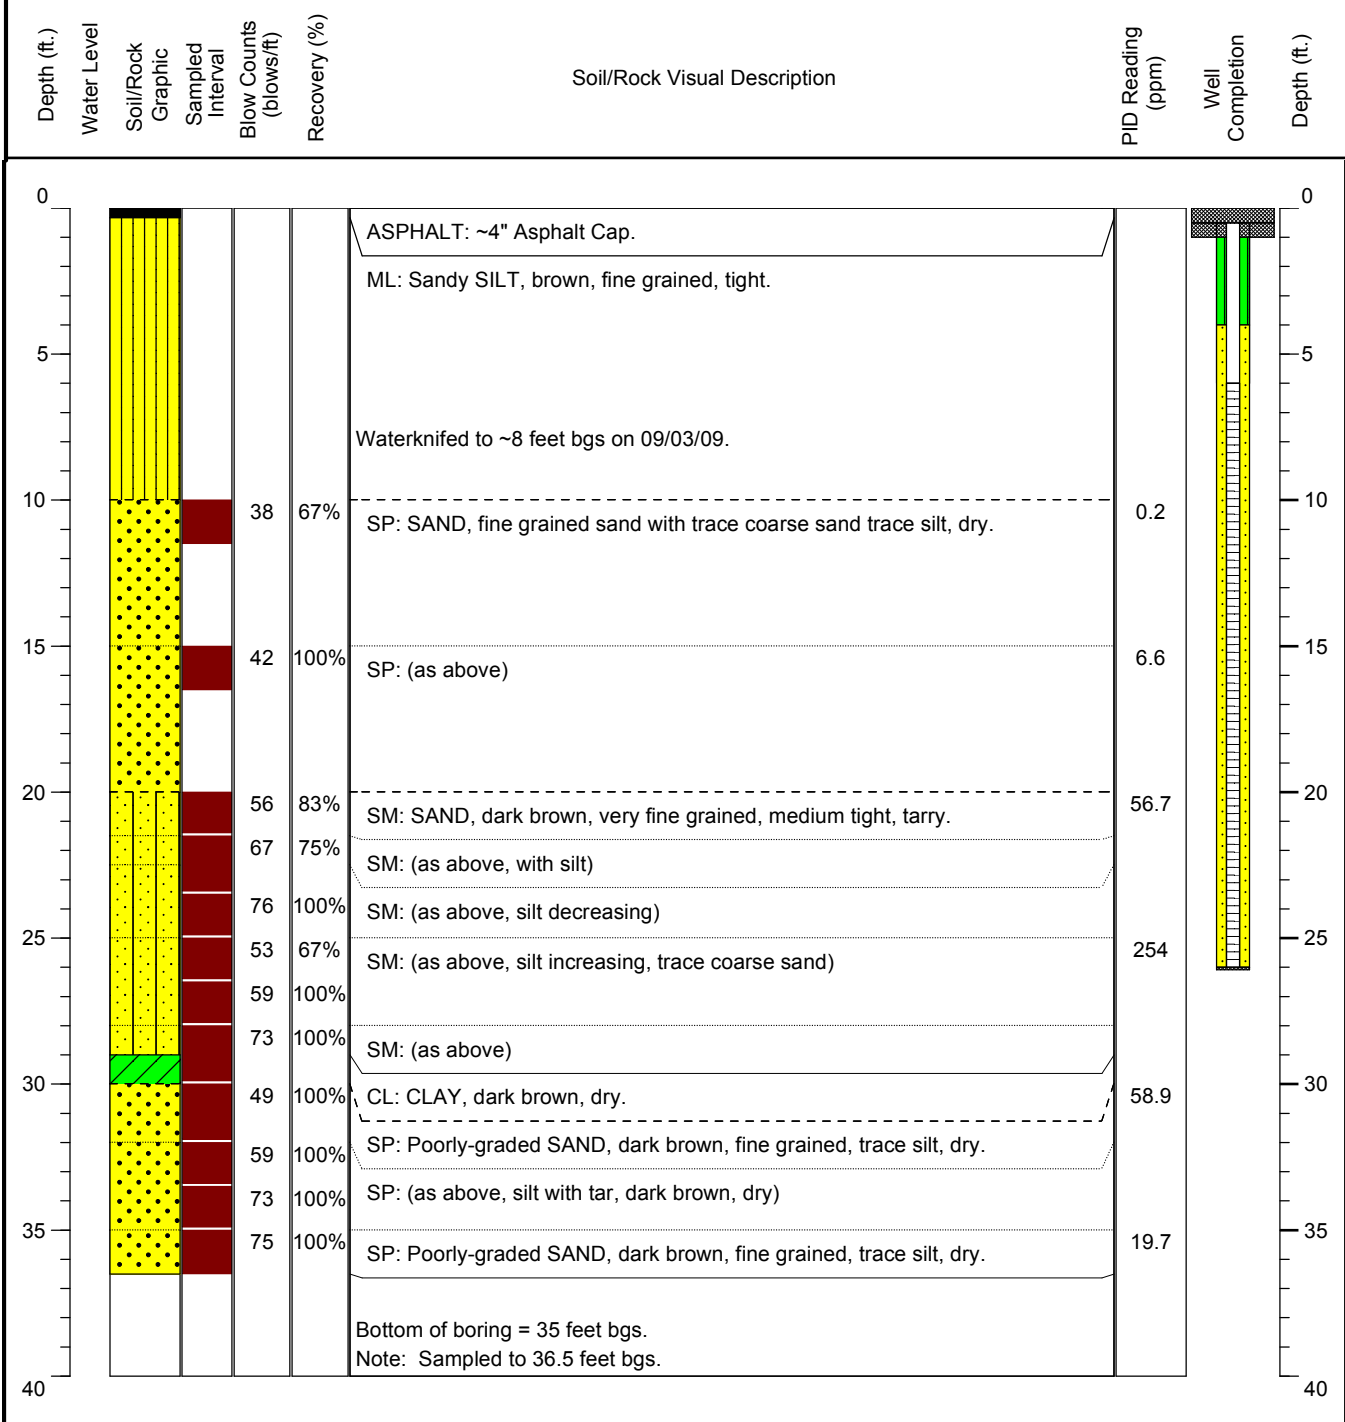 Depth (ft.)
Water Level
Soil/Rock
Graphic
Sampled
Interval
Blow Counts
(blows/ft)
Recovery (%)
Soil/Rock Visual Description
PID Reading
(ppm)
Well
Completion
Depth (ft.)
0 0
ASPHALT: ~4" Asphalt Cap.
ML: Sandy SILT, brown, fine grained, tight.
5 5
Waterknifed to ~8 feet bgs on 09/03/09.
10 38 67% SP: SAND, fine grained sand with trace coarse sand trace silt, dry. 0.2 10
15 42 100% SP: (as above) 6.6 15
20 56 83% SM: SAND, dark brown, very fine grained, medium tight, tarry. 56.7 20
67 75% SM: (as above, with silt)
76 100% SM: (as above, silt decreasing)
25 53 67% SM: (as above, silt increasing, trace coarse sand) 254 25
59 100%
73 100% SM: (as above)
30 49 100% CL: CLAY, dark brown, dry. 58.9 30
59 100% SP: Poorly-graded SAND, dark brown, fine grained, trace silt, dry.
73 100% SP: (as above, silt with tar, dark brown, dry)
35 75 100% SP: Poorly-graded SAND, dark brown, fine grained, trace silt, dry. 19.7 35
Bottom of boring = 35 feet bgs.
Note: Sampled to 36.5 feet bgs.
40 40